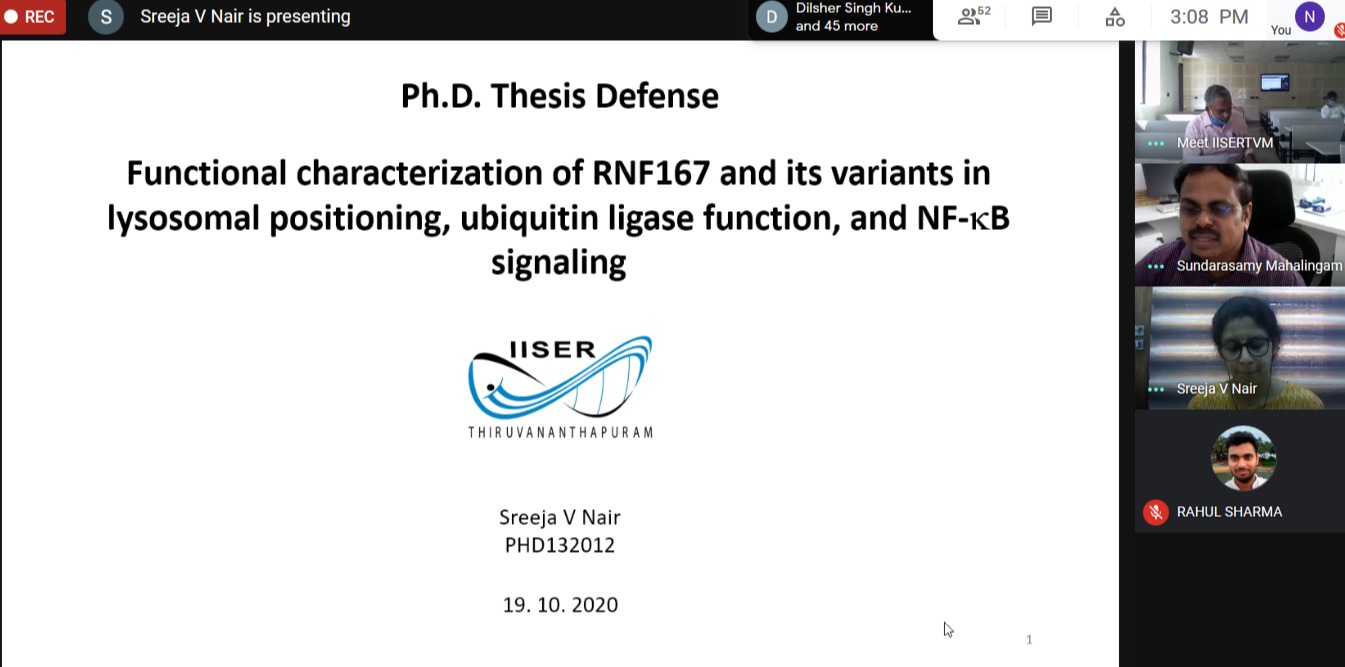 REC
S
Sreeja V Nair is presenting
D
Dilsher Singh Ku...
and 45 more
52
3:08 PM
You
N
Ph.D. Thesis Defense
Functional characterization of RNF167 and its variants in
lysosomal positioning, ubiquitin ligase function, and NF-κB
signaling
IISER
THIRUVANANTHAPURAM
Sreeja V Nair
PHD132012
19. 10. 2020
1
Meet IISERTVM
Sundarasamy Mahalingam
Sreeja V Nair
RAHUL SHARMA